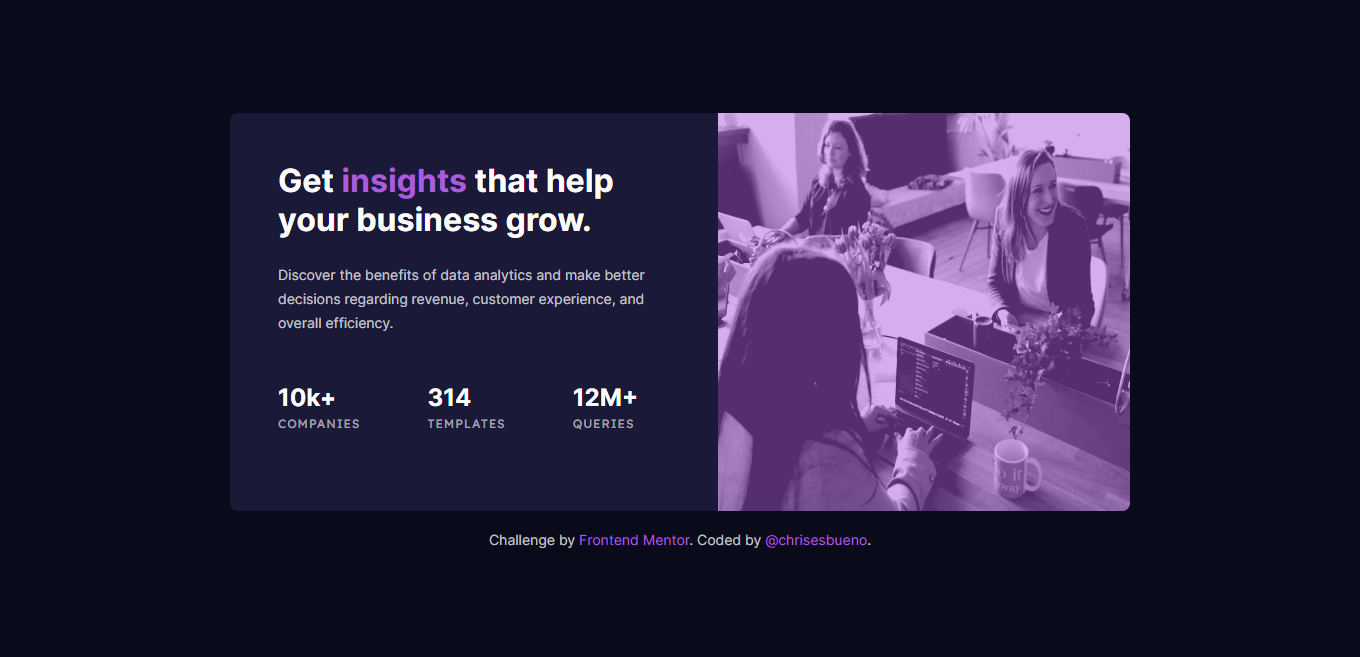 Get insights that help
your business grow.
Discover the benefits of data analytics and make better
decisions regarding revenue, customer experience, and
overall efficiency.
10k+ 314 12M+
COMPANIES TEMPLATES QUERIES
Challenge by Frontend Mentor. Coded by @chrisesbueno.